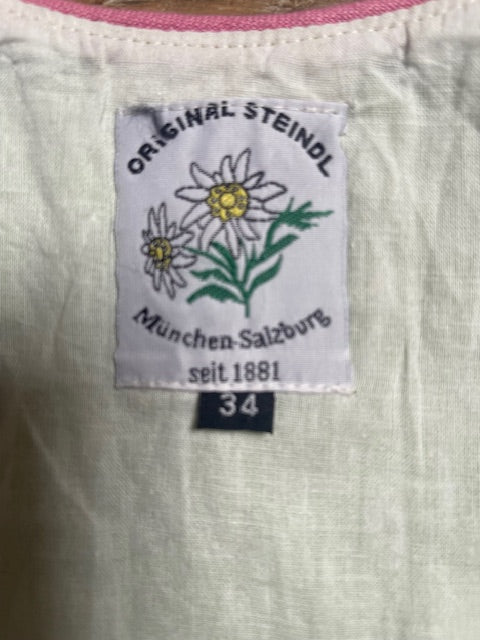 ORIGINAL STEINDL
München-Salzburg
seit 1881
34